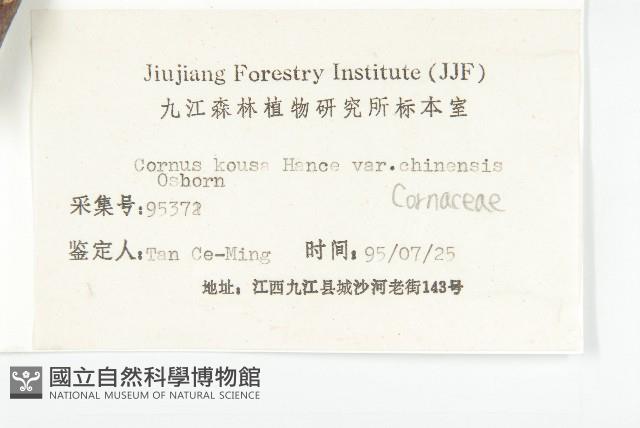 Jiujiang Forestry Institute (JJF)
九江森林植物研究所标本室
Cornus kousa Hance var.chinensis
Osborn
Cornaceae
采集号:
鉴定人:Tan Ce-Ming 时间:95/07/25
地址:江西九江县城沙河老街143号
國立自然科學博物館
NATIONAL MUSEUM OF NATURAL SCIENCE